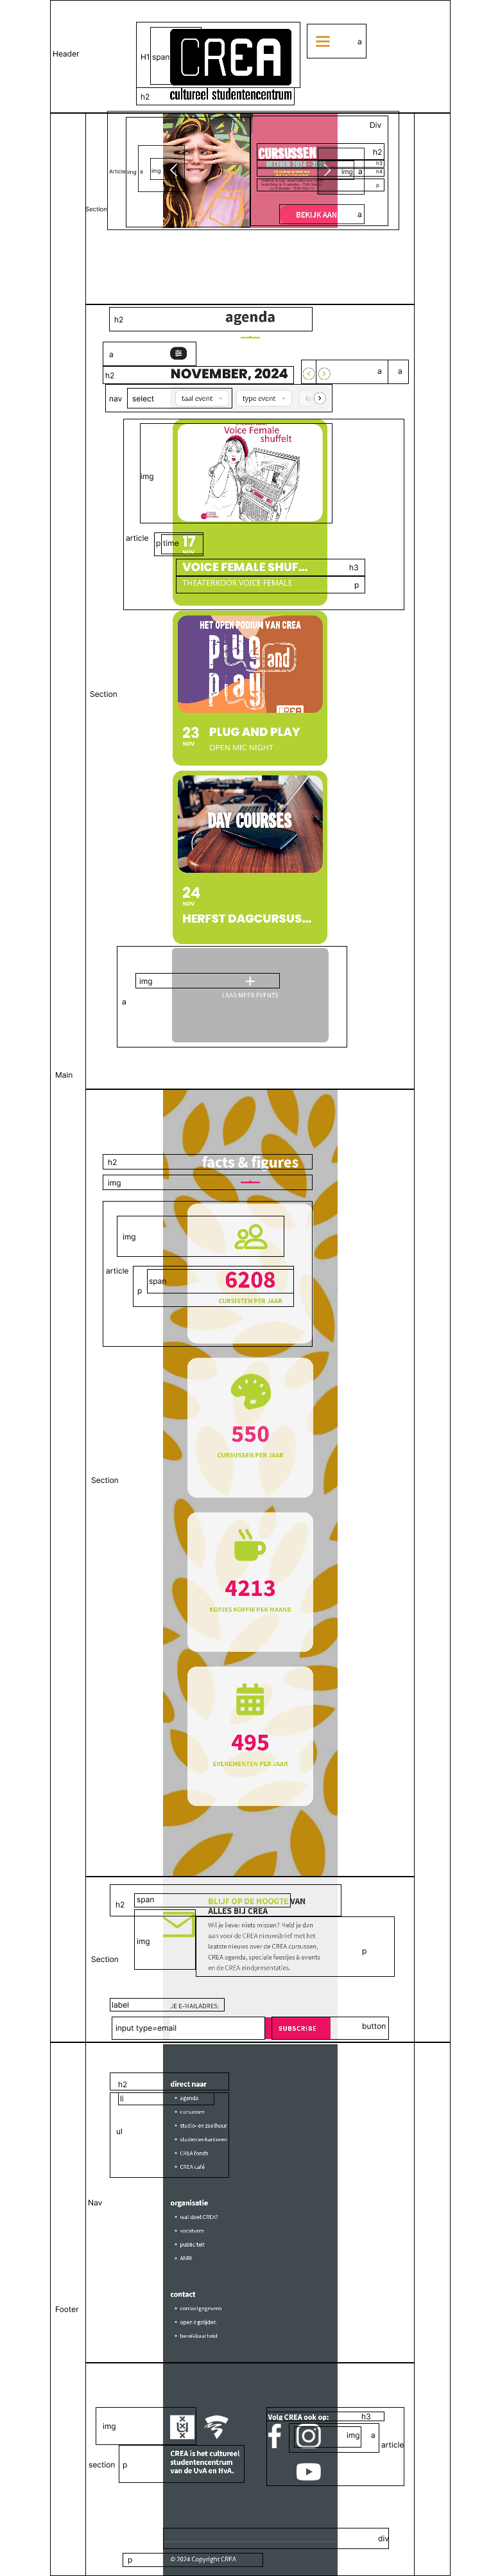 Header
H1 span
CREA
a
h2
cultureel studentencentrum
Div
CURSUSSEN
h2
h3
h4
Article img a img
img a
p
Section
BEKIJK AAN
a
h2
agenda
a
h2
NOVEMBER, 2024
a a
nav select
taal event
type event
Voice Female
shuffelt
img
article
p time
17
NOV
VOICE FEMALE SHUF...
h3
THEATERKOOR VOICE FEMALE
p
HET OPEN PODIUM VAN CREA
PLUG and PLAY
CREA
Section
23
NOV
PLUG AND PLAY
OPEN MIC NIGHT
DAY COURSES
24
NOV
HERFST DAGCURSUS...
img
a
LAAD MEER EVENTS
Main
h2
facts & figures
img
img
article
span
p
6208
CURSISTEN PER JAAR
550
CURSUSSEN PER JAAR
Section
4213
KOPJES KOFFIE PER MAAND
495
EVENEMENTEN PER JAAR
span
h2
BLIJF OP DE HOOGTE VAN
ALLES BIJ CREA
img
Wil je liever niets missen? Meld je dan
aan voor de CREA nieuwsbrief met het
laatste nieuws over de CREA cursussen,
CREA agenda, speciale feestjes & events
en de CREA eindpresentaties.
p
Section
label
JE E-MAILADRES:
input type=email
SUBSCRIBE
button
h2
direct naar
li
agenda
cursussen
studio- en zaalhuur
studentenkantoren
CREA fonds
CREA café
ul
Nav
organisatie
wat doet CREA?
vacatures
publiciteit
ANBI
contact
contactgegevens
openingstijden
bereikbaarheid
Footer
Volg CREA ook op:
h3
img
img a
article
CREA is het cultureel
studentencentrum
van de UvA en HvA.
section p
div
p
© 2024 Copyright CREA